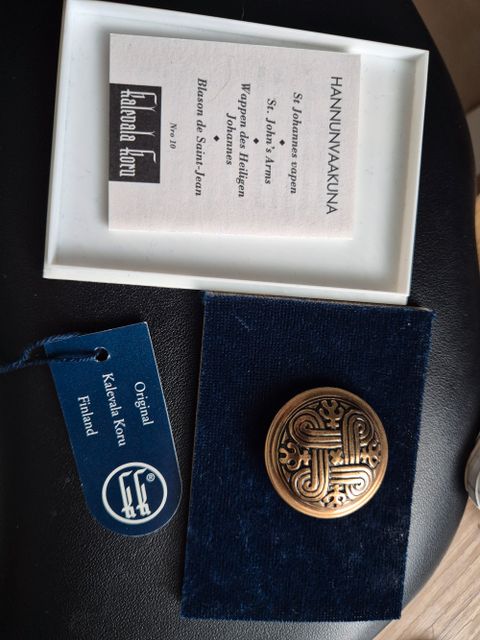 HANNUNVAAKUNA
St Johannes vapen
St. John's Arms
Wappen des Heiligen
Johannes
Blason de Saint-Jean
Nro 10
Kalevala Koru
Original
Kalevala Koru
Finland
®